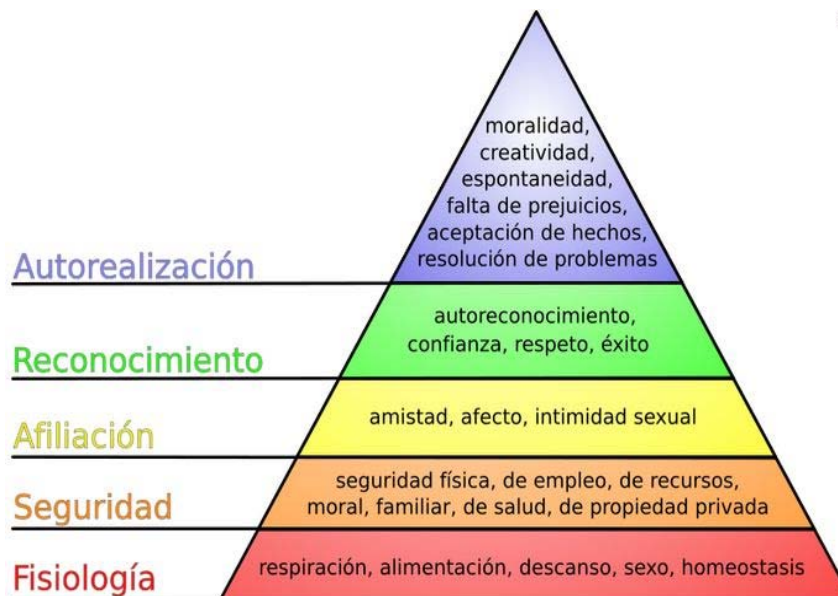 moralidad,
creatividad,
espontaneidad,
falta de prejuicios,
aceptación de hechos,
resolución de problemas
Autorealización
autoreconocimiento,
confianza, respeto, éxito
Reconocimiento
amistad, afecto, intimidad sexual
Afiliación
seguridad física, de empleo, de recursos,
moral, familiar, de salud, de propiedad privada
Seguridad
respiración, alimentación, descanso, sexo, homeostasis
Fisiología